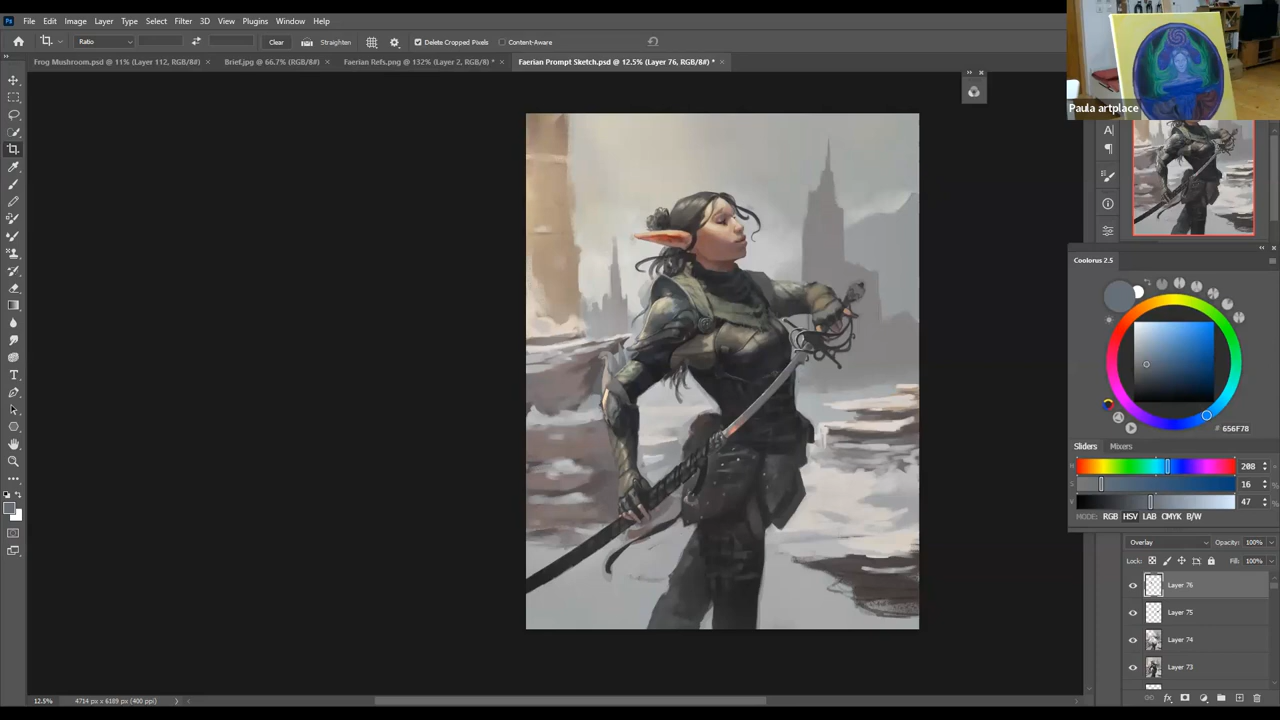 Ps File Edit Image Layer Type Select Filter 3D View Plugins Window Help
Ratio Clear Straighten Delete Cropped Pixels Content-Aware
Frog Mushroom.psd @ 11% (Layer 112, RGB/8#) × Brief.jpg @ 66.7% (RGB/8#) × Faerian Refs.png @ 132% (Layer 2, RGB/8) * × Faerian Prompt Sketch.psd @ 12.5% (Layer 76, RGB/8#) * ×
Paula artplace
Coolorus 2.5
# 656F78
Sliders Mixers
H 208 °
S 16 %
V 47 %
MODE: RGB HSV LAB CMYK B/W
Overlay Opacity: 100%
Lock: Fill: 100%
Layer 76
Layer 75
Layer 74
Layer 73
12.5% 4714 px x 6189 px (400 ppi)